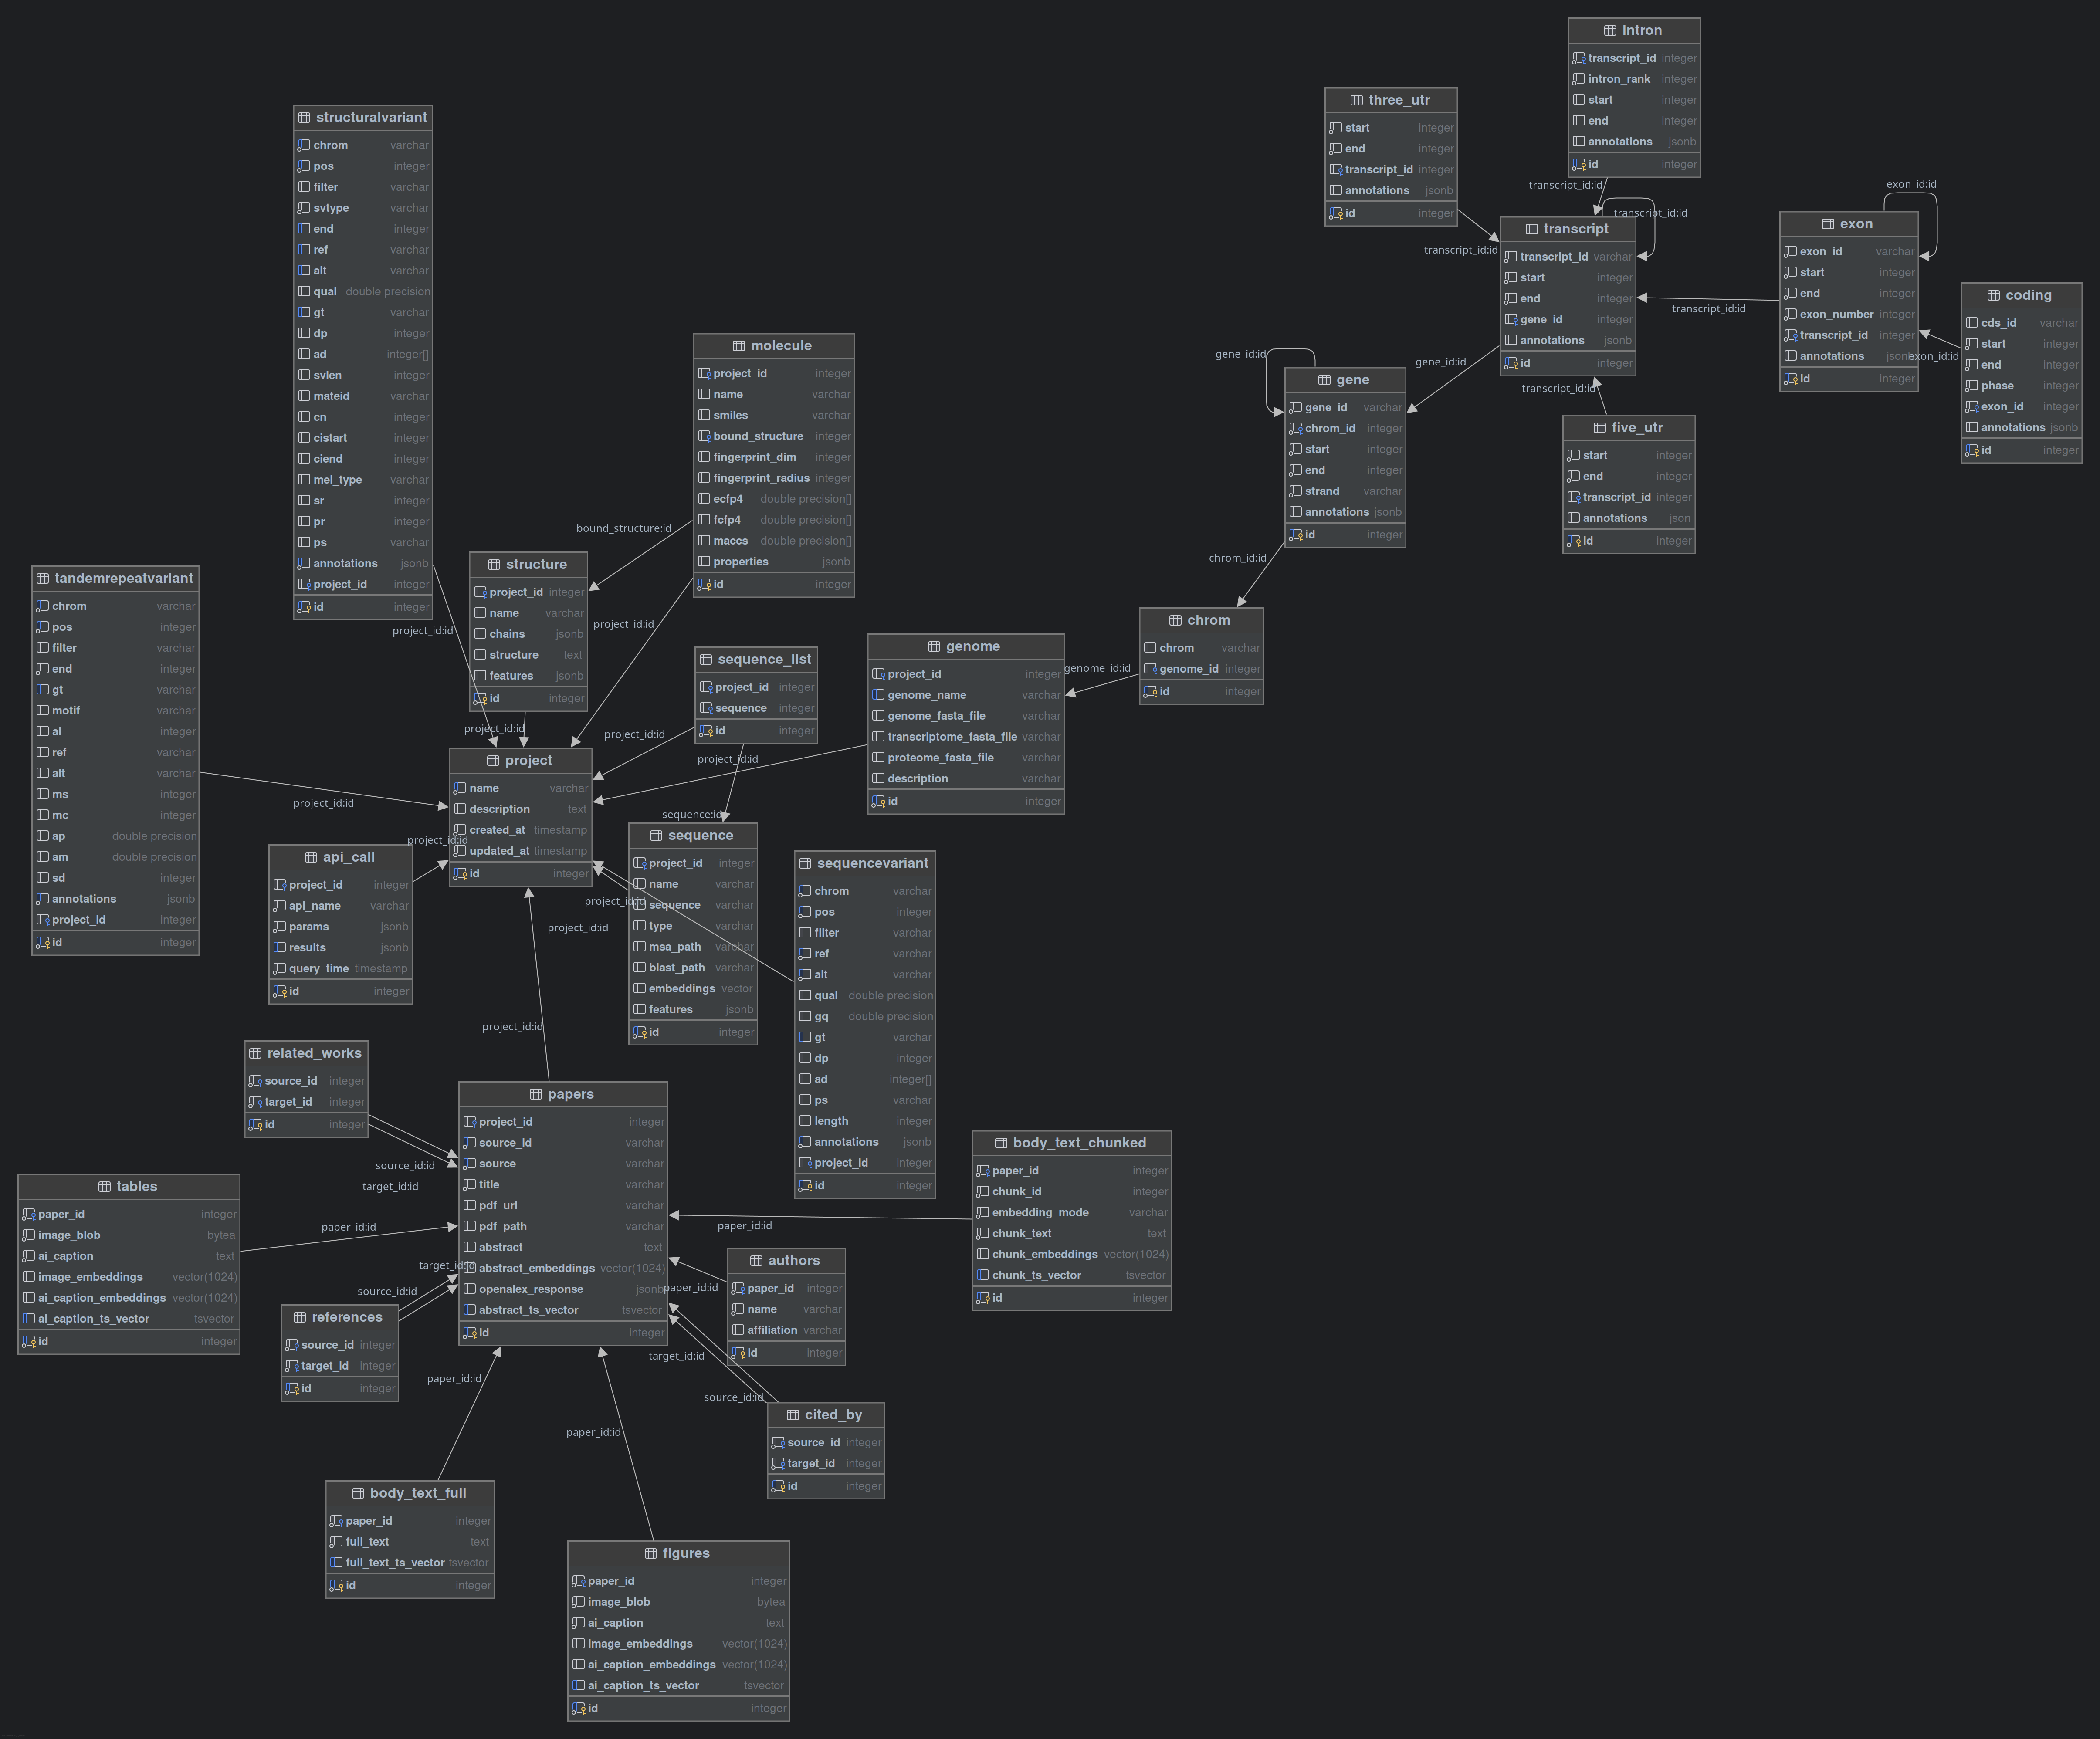 intron
transcript_id integer
intron_rank integer
start integer
end integer
annotations jsonb
id integer
three_utr
start integer
end integer
transcript_id integer
annotations jsonb
id integer
transcript_id:id
transcript_id:id
transcript_id:id
transcript
transcript_id varchar
start integer
end integer
gene_id integer
annotations jsonb
id integer
exon_id:id
exon
exon_id varchar
start integer
end integer
exon_number integer
transcript_id integer
annotations jsonb
id integer
transcript_id:id
exon_id:id
coding
cds_id varchar
start integer
end integer
phase integer
exon_id integer
annotations jsonb
id integer
transcript_id:id
five_utr
start integer
end integer
transcript_id integer
annotations json
id integer
gene_id:id
gene_id:id
gene
gene_id varchar
chrom_id integer
start integer
end integer
strand varchar
annotations jsonb
id integer
chrom_id:id
chrom
chrom varchar
genome_id integer
id integer
genome_id:id
genome
project_id integer
genome_name varchar
genome_fasta_file varchar
transcriptome_fasta_file varchar
proteome_fasta_file varchar
description varchar
id integer
structuralvariant
chrom varchar
pos integer
filter varchar
svtype varchar
end integer
ref varchar
alt varchar
qual double precision
gt varchar
dp integer
ad integer[]
svlen integer
mateid varchar
cn integer
cistart integer
ciend integer
mei_type varchar
sr integer
pr integer
ps varchar
annotations jsonb
project_id integer
id integer
project_id:id
molecule
project_id integer
name varchar
smiles varchar
bound_structure integer
fingerprint_dim integer
fingerprint_radius integer
ecfp4 double precision[]
fcfp4 double precision[]
maccs double precision[]
properties jsonb
id integer
bound_structure:id
project_id:id
structure
project_id integer
name varchar
chains jsonb
structure text
features jsonb
id integer
project_id:id
sequence_list
project_id integer
sequence integer
id integer
project_id:id
project_id:id
sequence:id
tandemrepeatvariant
chrom varchar
pos integer
filter varchar
end integer
gt varchar
motif varchar
al integer
ref varchar
alt varchar
ms integer
mc integer
ap double precision
am double precision
sd integer
annotations jsonb
project_id integer
id integer
project_id:id
project
name varchar
description text
created_at timestamp
updated_at timestamp
id integer
project_id:id
api_call
project_id integer
api_name varchar
params jsonb
results jsonb
query_time timestamp
id integer
sequence
project_id integer
name varchar
sequence varchar
type varchar
msa_path varchar
blast_path varchar
embeddings vector
features jsonb
id integer
project_id:id
project_id:id
sequencevariant
chrom varchar
pos integer
filter varchar
ref varchar
alt varchar
qual double precision
gq double precision
gt varchar
dp integer
ad integer[]
ps varchar
length integer
annotations jsonb
project_id integer
id integer
project_id:id
related_works
source_id integer
target_id integer
id integer
source_id:id
target_id:id
papers
project_id integer
source_id varchar
source varchar
title varchar
pdf_url varchar
pdf_path varchar
abstract text
abstract_embeddings vector(1024)
openalex_response jsonb
abstract_ts_vector tsvector
id integer
tables
paper_id integer
image_blob bytea
ai_caption text
image_embeddings vector(1024)
ai_caption_embeddings vector(1024)
ai_caption_ts_vector tsvector
id integer
paper_id:id
target_id:id
source_id:id
references
source_id integer
target_id integer
id integer
body_text_chunked
paper_id integer
chunk_id integer
embedding_mode varchar
chunk_text text
chunk_embeddings vector(1024)
chunk_ts_vector tsvector
id integer
paper_id:id
authors
paper_id integer
name varchar
affiliation varchar
id integer
paper_id:id
target_id:id
source_id:id
cited_by
source_id integer
target_id integer
id integer
paper_id:id
body_text_full
paper_id integer
full_text text
full_text_ts_vector tsvector
id integer
paper_id:id
figures
paper_id integer
image_blob bytea
ai_caption text
image_embeddings vector(1024)
ai_caption_embeddings vector(1024)
ai_caption_ts_vector tsvector
id integer